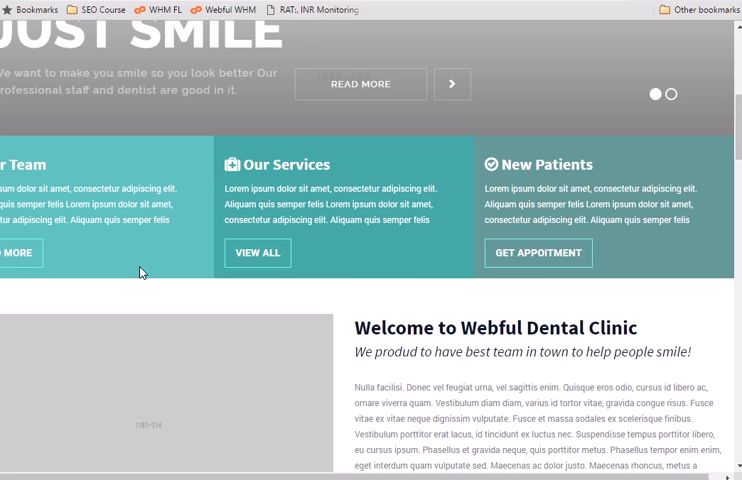 Bookmarks SEO Course WHM FL Webful WHM RAT:, INR Monitoring Other bookmarks
JUST SMILE
We want to make you smile so you look better Our
rofessional staff and dentist are good in it.
READ MORE
r Team
Our Services
New Patients
sum dolor sit amet, consectetur adipiscing elit.
Lorem ipsum dolor sit amet, consectetur adipiscing elit.
Lorem ipsum dolor sit amet, consectetur adipiscing elit.
semper felis Lorem ipsum dolor sit amet,
Aliquam quis semper felis Lorem ipsum dolor sit amet,
Aliquam quis semper felis Lorem ipsum dolor sit amet,
tur adipiscing elit. Aliquam quis semper felis
consectetur adipiscing elit. Aliquam quis semper felis
consectetur adipiscing elit. Aliquam quis semper felis
MORE
VIEW ALL
GET APPOITMENT
Welcome to Webful Dental Clinic
We produd to have best team in town to help people smile!
Nulla facilisi. Donec vel feugiat urna, vel sagittis enim. Quisque eros odio, cursus id libero ac,
ornare viverra quam. Vestibulum diam diam, varius id tortor vitae, gravida congue risus. Fusce
vitae ex vitae neque dignissim vulputate. Fusce et massa sodales ex scelerisque finibus.
Vestibulum porttitor erat lacus, id tincidunt ex luctus nec. Suspendisse tempus porttitor libero,
eu cursus ipsum. Phasellus et gravida neque, quis porttitor metus. Phasellus tempor enim urna,
eget interdum quam vulputate sed. Maecenas ac dolor justo. Maecenas rhoncus, metus a